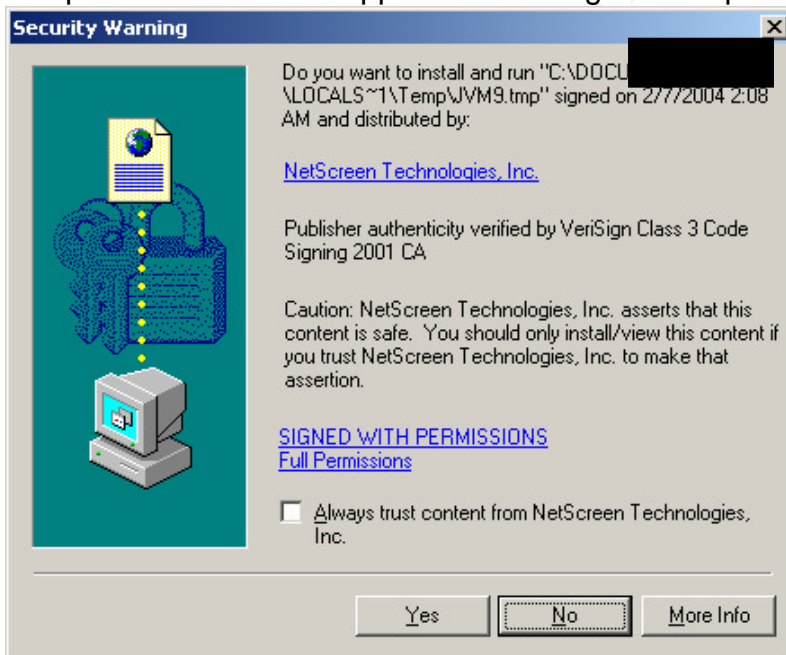 Security Warning
Do you want to install and run "C:\DOCU
\LOCALS~1\Temp\JVM9.tmp" signed on 2/7/2004 2:08
AM and distributed by:
NetScreen Technologies, Inc.
Publisher authenticity verified by VeriSign Class 3 Code
Signing 2001 CA
Caution: NetScreen Technologies, Inc. asserts that this
content is safe. You should only install/view this content if
you trust NetScreen Technologies, Inc. to make that
assertion.
SIGNED WITH PERMISSIONS
Full Permissions
Always trust content from NetScreen Technologies,
Inc.
Yes No More Info